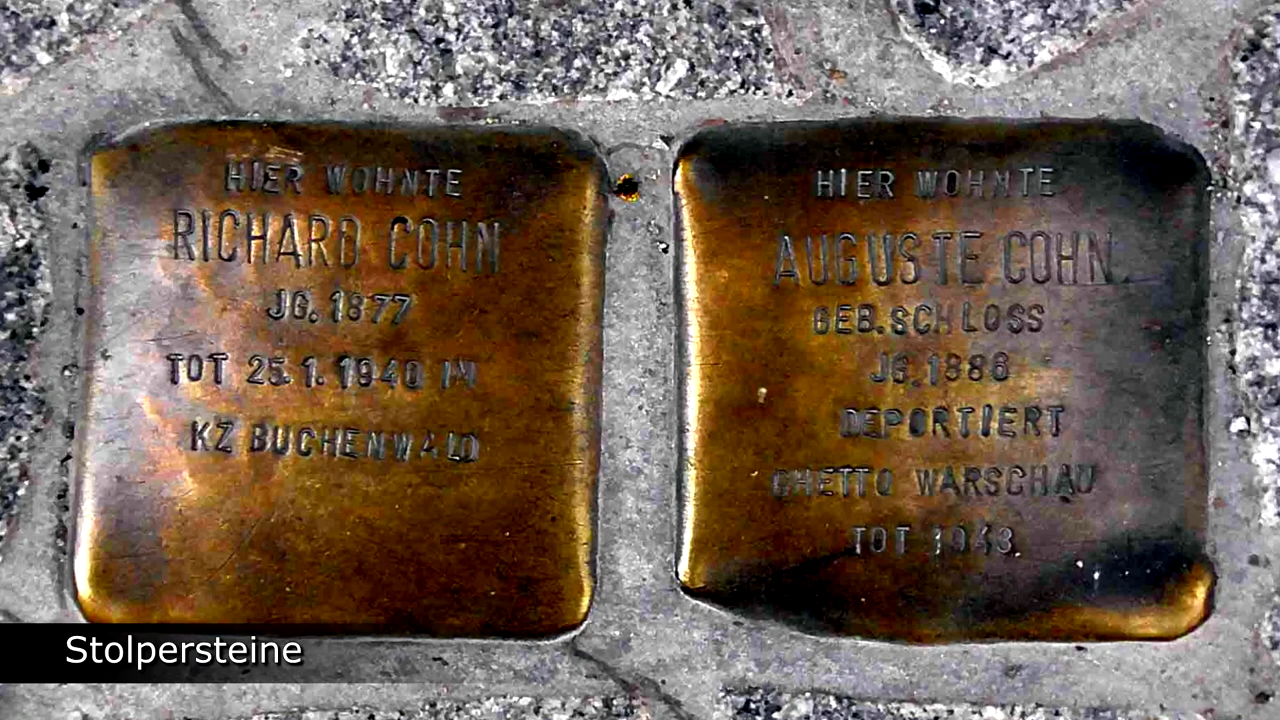 HIER WOHNTE
RICHARD COHN
JG. 1877
TOT 25.1.1940 IM
KZ BUCHENWALD
HIER WOHNTE
AUGUSTE COHN
GEB. SCHLOSS
JG. 1886
DEPORTIERT
GHETTO WARSCHAU
TOT 1943
Stolpersteine